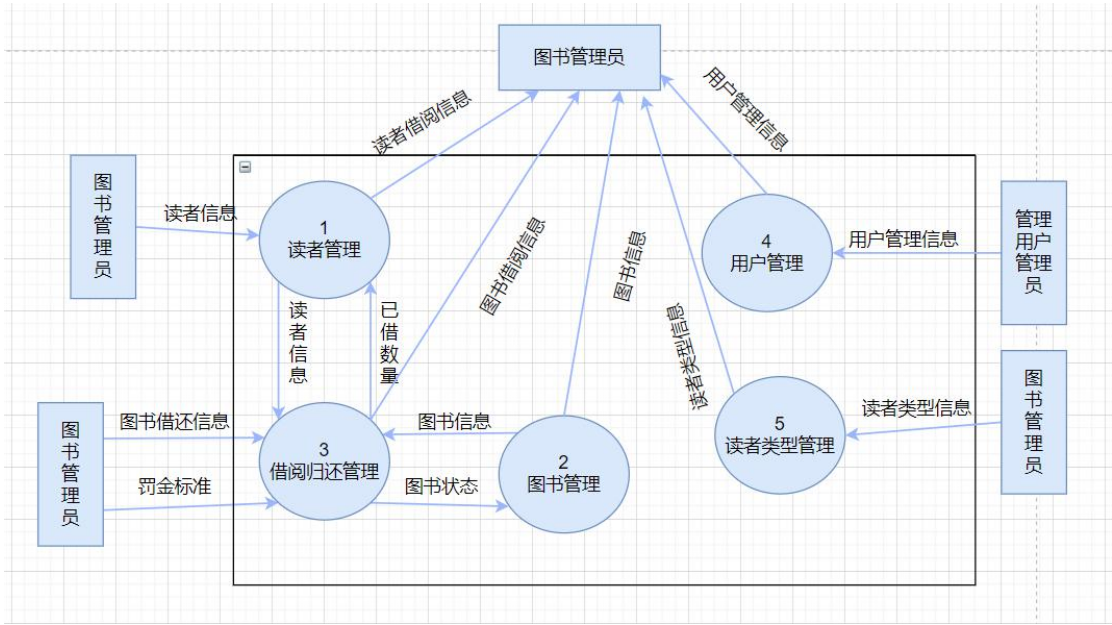 图书管理员
读者借阅信息
用户管理信息
图书管理员
读者信息
1
读者管理
图书借阅信息
图书信息
4
用户管理
用户管理信息
管理用户管理员
读者信息
已借数量
读者类型信息
图书管理员
图书借还信息
罚金标准
3
借阅归还管理
图书信息
图书状态
2
图书管理
5
读者类型管理
读者类型信息
图书管理员